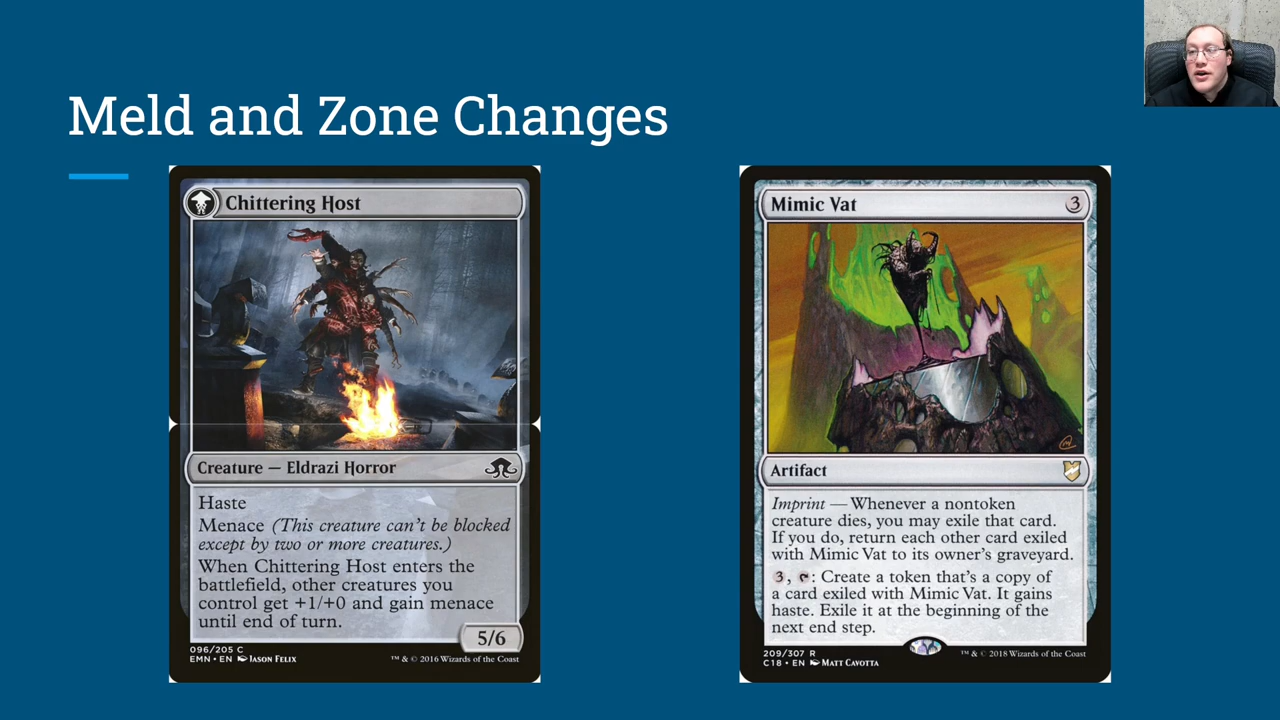 Meld and Zone Changes
Chittering Host
Creature — Eldrazi Horror
Haste
Menace (This creature can't be blocked
except by two or more creatures.)
When Chittering Host enters the
battlefield, other creatures you
control get +1/+0 and gain menace
until end of turn.
5/6
096/205 C
EMN • EN Jason Felix
™ & © 2016 Wizards of the Coast
Mimic Vat
3
Artifact
Imprint — Whenever a nontoken
creature dies, you may exile that card.
If you do, return each other card exiled
with Mimic Vat to its owner's graveyard.
3, : Create a token that's a copy of
a card exiled with Mimic Vat. It gains
haste. Exile it at the beginning of the
next end step.
209/307 R
C18 • EN Matt Cavotta
™ & © 2018 Wizards of the Coast